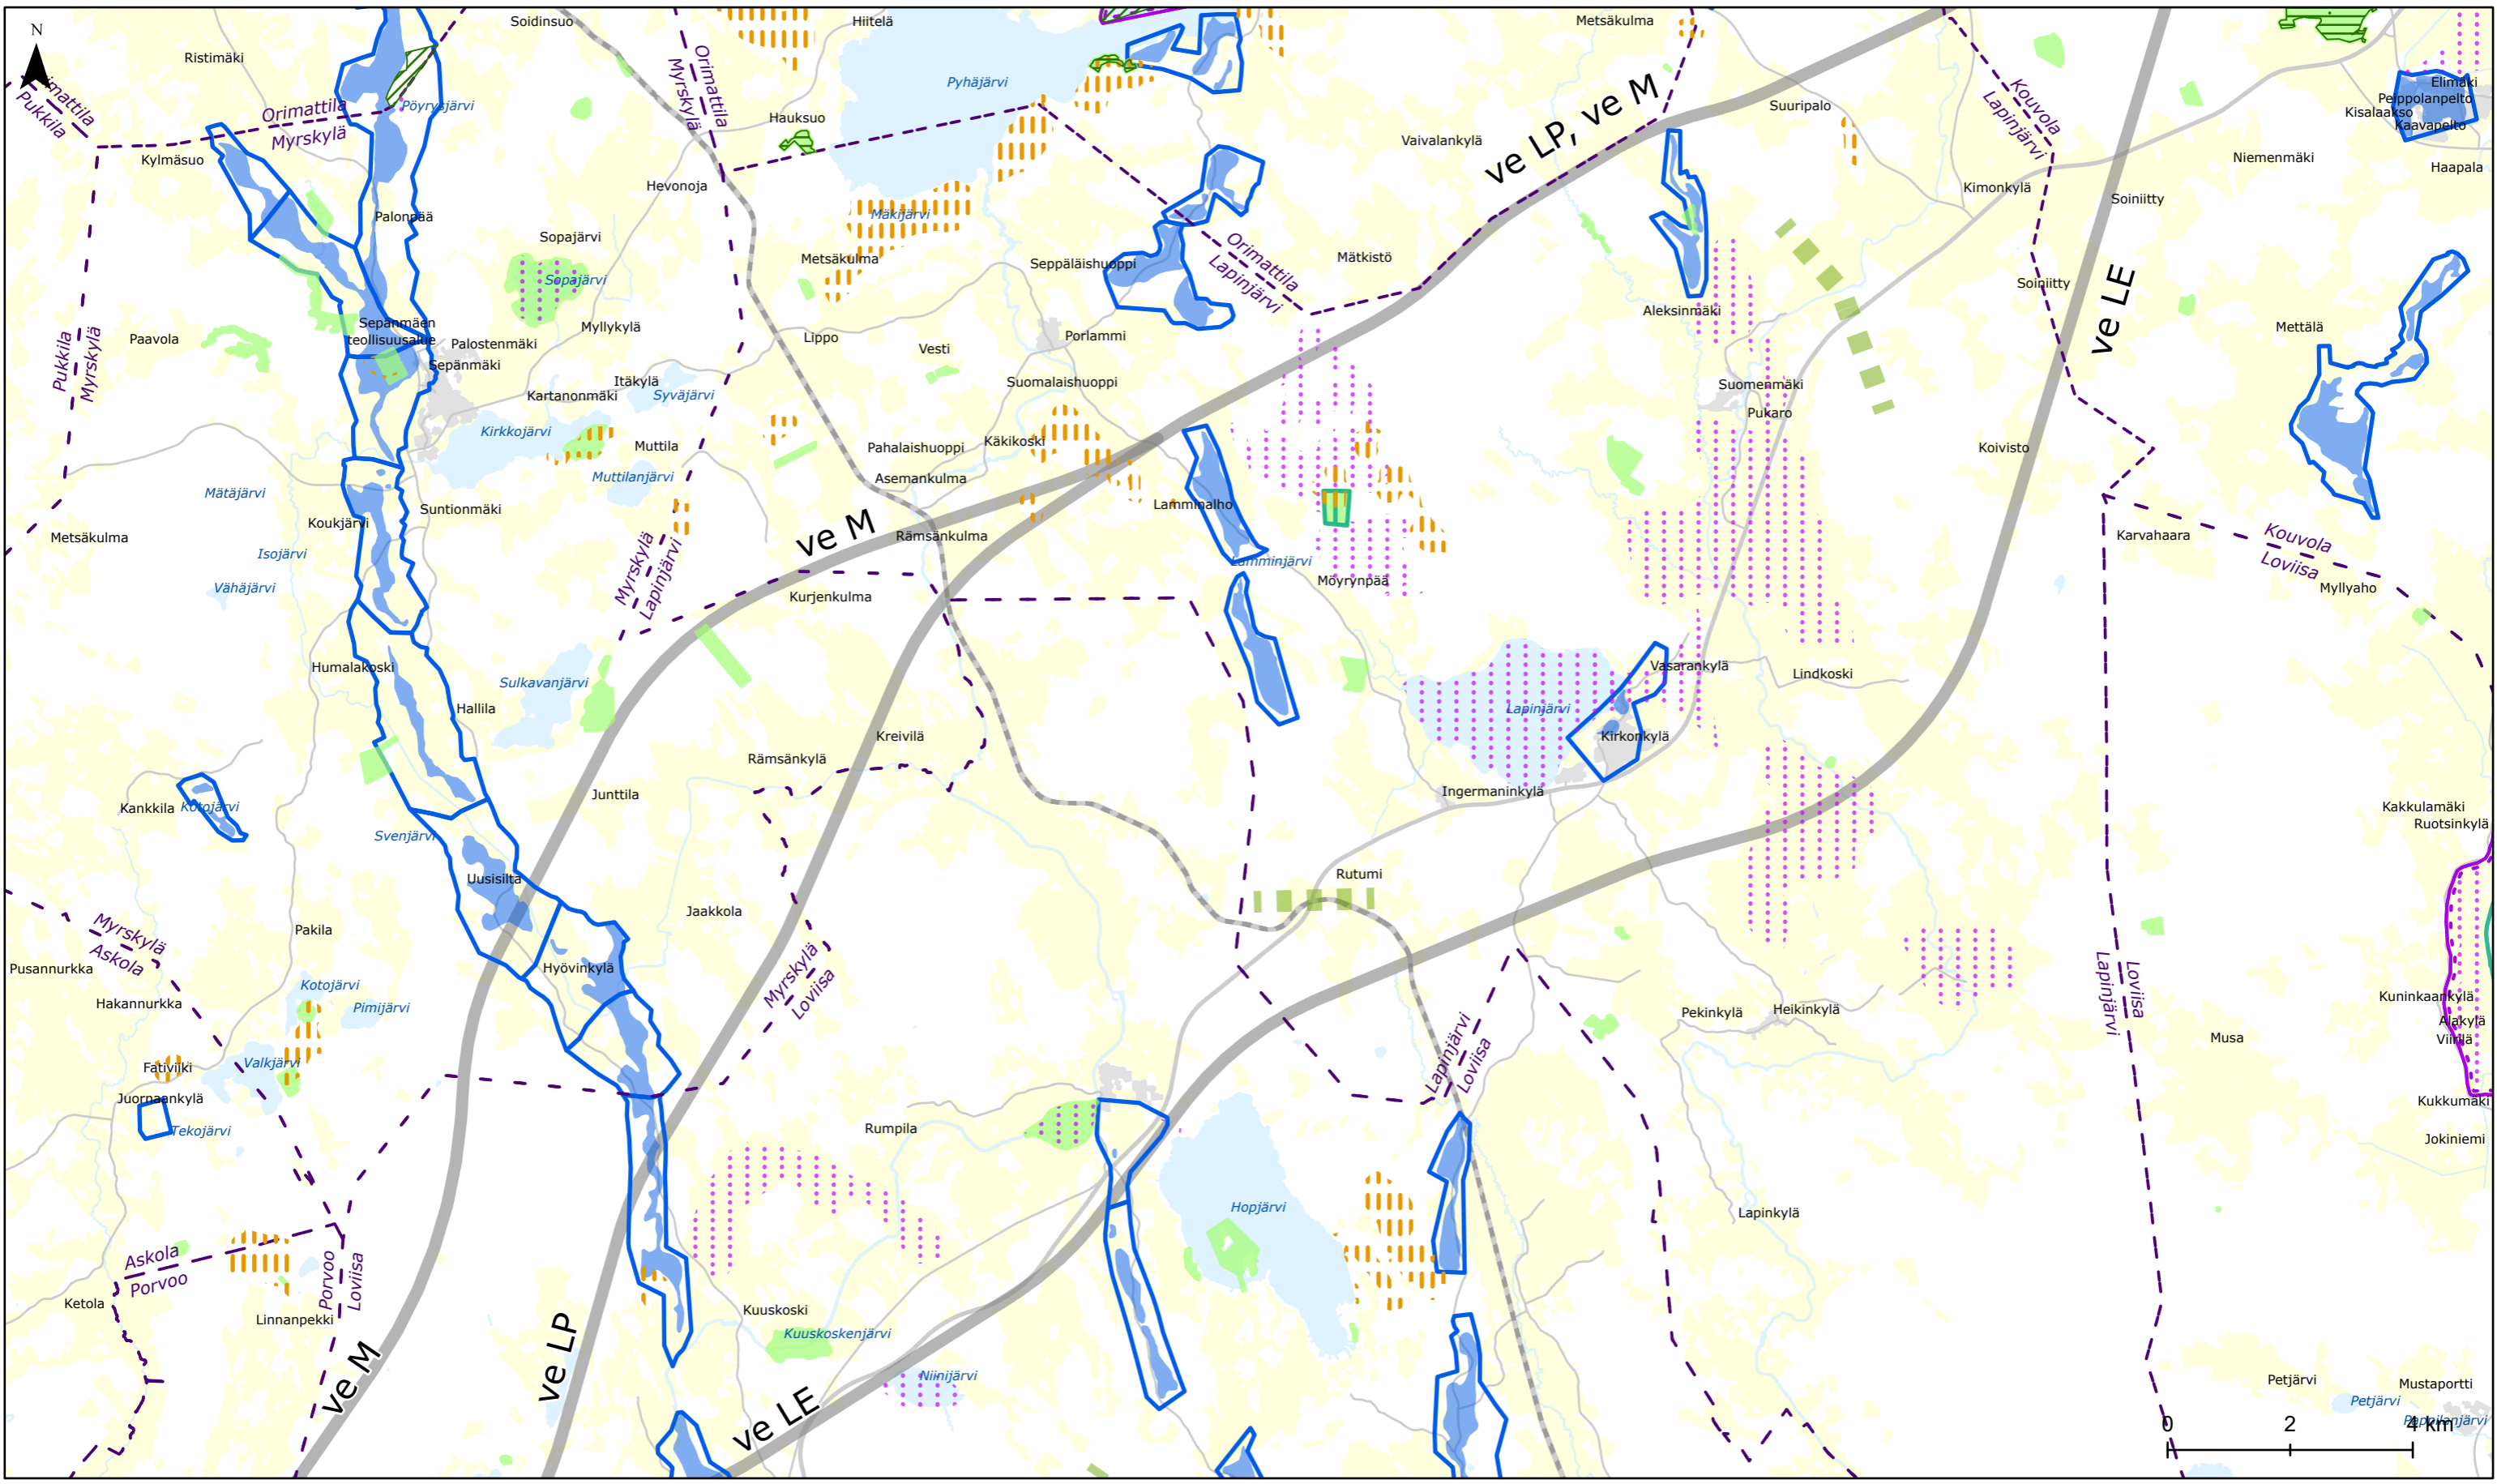 N
Soidinsuo
Hiitelä
Metsäkulma
Ristimäki
Orimattila
Myrskylä
Pyhäjärvi
Kouvola
Lapinjärvi
Elimäki
Peippolanpelto
Kisalaakso
Kaavapelto
Pukkila
Orimattila
Myrskylä
Pöyrysjärvi
Hauksuo
Vaivalankylä
ve LP, ve M
Suuripalo
Niemenmäki
Haapala
Kylmäsuo
Hevonoja
Kimonkylä
Soiniitty
Palonpää
Mäkijärvi
Sopajärvi
Sopajärvi
Metsäkulma
Seppäläishuoppi
Orimattila
Lapinjärvi
Mätkistö
Soiniitty
ve LE
Aleksinmäki
Mettälä
Pukkila
Myrskylä
Paavola
Sepänmäen
teollisuusalue
Palostenmäki
Sepänmäki
Myllykylä
Lippo
Vesti
Porlammi
Itäkylä
Kartanonmäki
Syväjärvi
Suomalaishuoppi
Suomenmäki
Pukaro
Kirkkojärvi
Muttila
Pahalaishuoppi
Käkikoski
Koivisto
Muttilanjärvi
Asemankulma
Mätäjärvi
Koukjärvi
Suntionmäki
Lamminalho
Metsäkulma
Isojärvi
ve M
Rämsänkulma
Karvahaara
Kouvola
Loviisa
Myrskylä
Lapinjärvi
Lamminjärvi
Möyrynpää
Vähäjärvi
Kurjenkulma
Myllyaho
Humalakoski
Sulkavanjärvi
Vasarankylä
Lindkoski
Hallila
Lapinjärvi
Kreivilä
Kirkonkylä
Rämsänkylä
Kankkila
Kotojärvi
Junttila
Ingermaninkylä
Kakkulamäki
Ruotsinkylä
Svenjärvi
Uusisilta
Rutumi
Jaakkola
Myrskylä
Askola
Pakila
Pusannurkka
Hyövinkylä
Myrskylä
Loviisa
Loviisa
Lapinjärvi
Kotojärvi
Pimijärvi
Hakannurkka
Pekinkylä
Heikinkylä
Kuninkaankylä
Alakylä
Viirilä
Musa
Lapinjärvi
Loviisa
Fativilki
Valkjärvi
Juornaankylä
Tekojärvi
Rumpila
Kukkumäki
Jokiniemi
Hopjärvi
Lapinkylä
Askola
Porvoo
Porvoo
Loviisa
Ketola
Linnanpekki
Kuuskoski
Kuuskoskenjärvi
ve M
ve LP
ve LE
Niinijärvi
Petjärvi
Mustaportti
Petjärvi
Pappilanjärvi
0 2 4 km